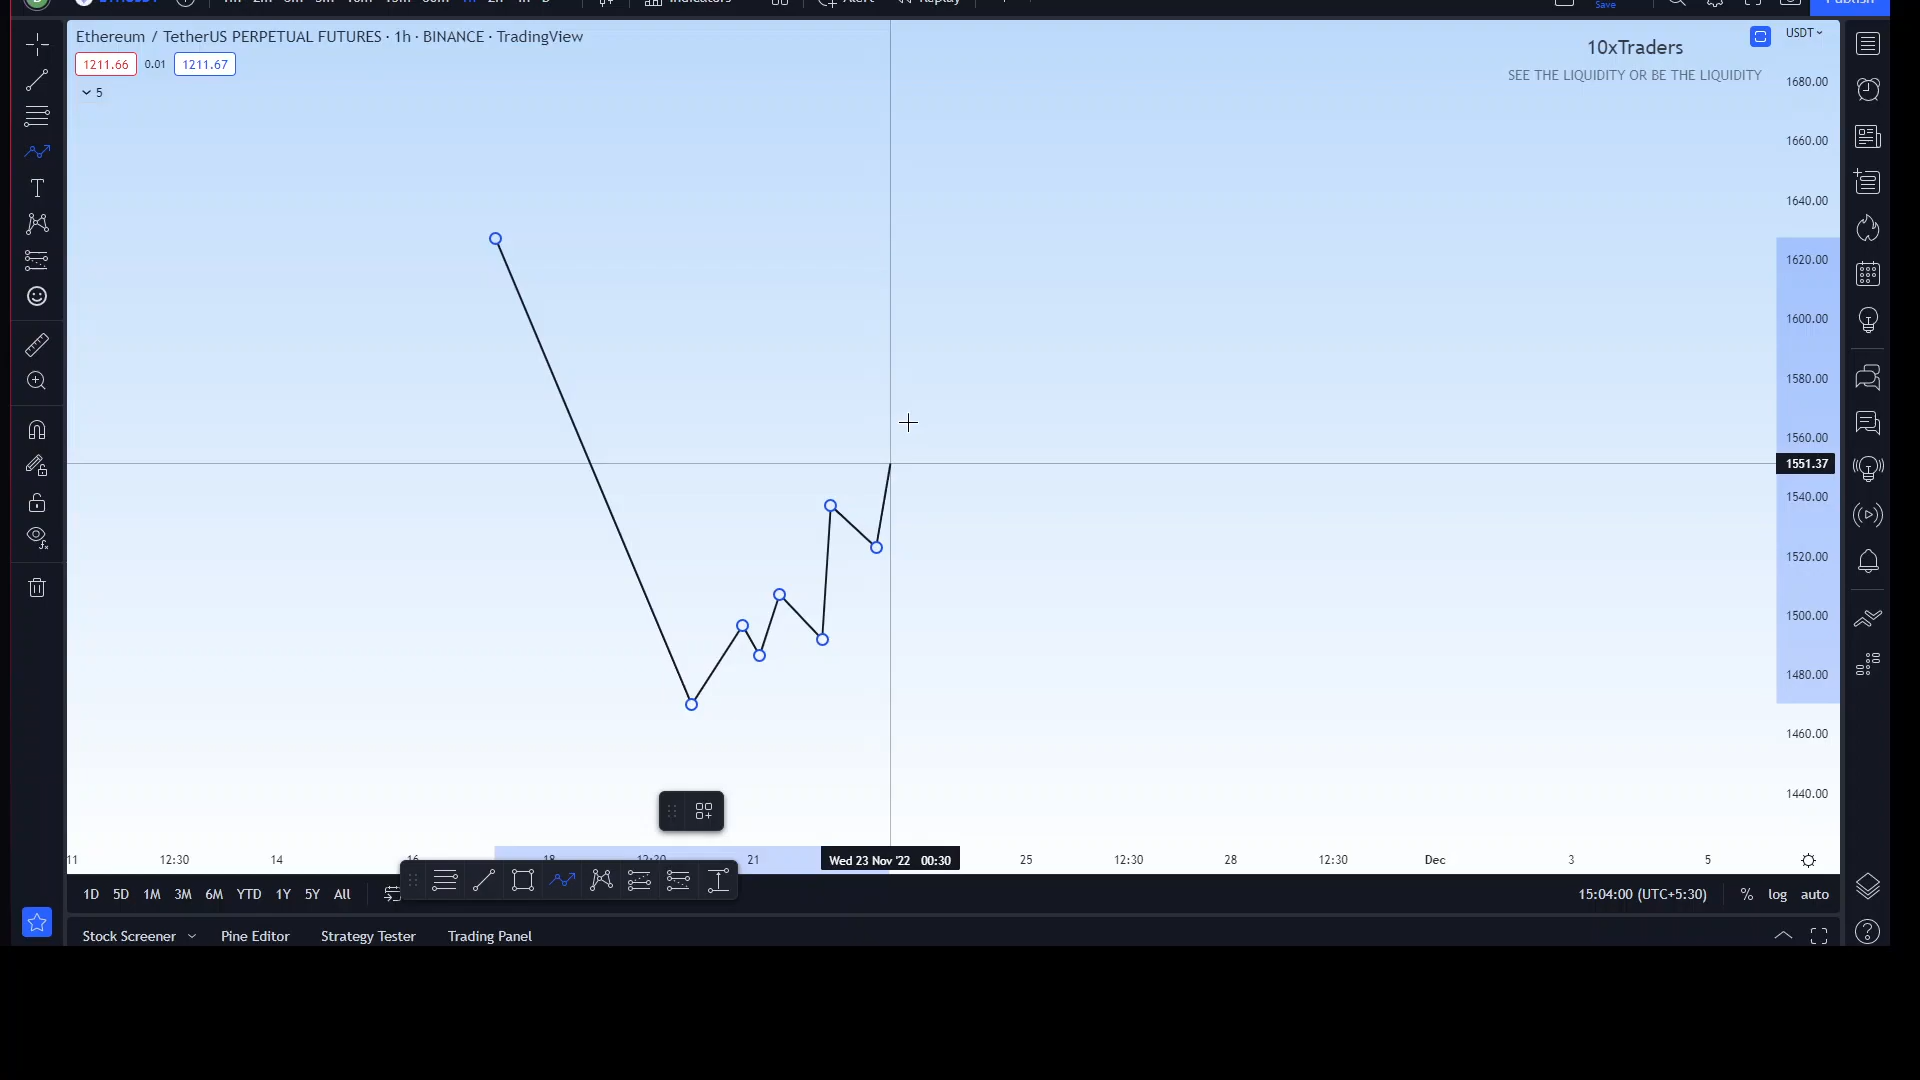 Ethereum / TetherUS PERPETUAL FUTURES · 1h · BINANCE · TradingView
1211.66 0.01 1211.67
5
10xTraders
SEE THE LIQUIDITY OR BE THE LIQUIDITY
USDT
Save
1680.00
1660.00
1640.00
1620.00
1600.00
1580.00
1560.00
1551.37
1540.00
1520.00
1500.00
1480.00
1460.00
1440.00
11 12:30 14 16 18 12:30 21 Wed 23 Nov '22 00:30 25 12:30 28 12:30 Dec 3 5
1D 5D 1M 3M 6M YTD 1Y 5Y All
15:04:00 (UTC+5:30) % log auto
Stock Screener Pine Editor Strategy Tester Trading Panel